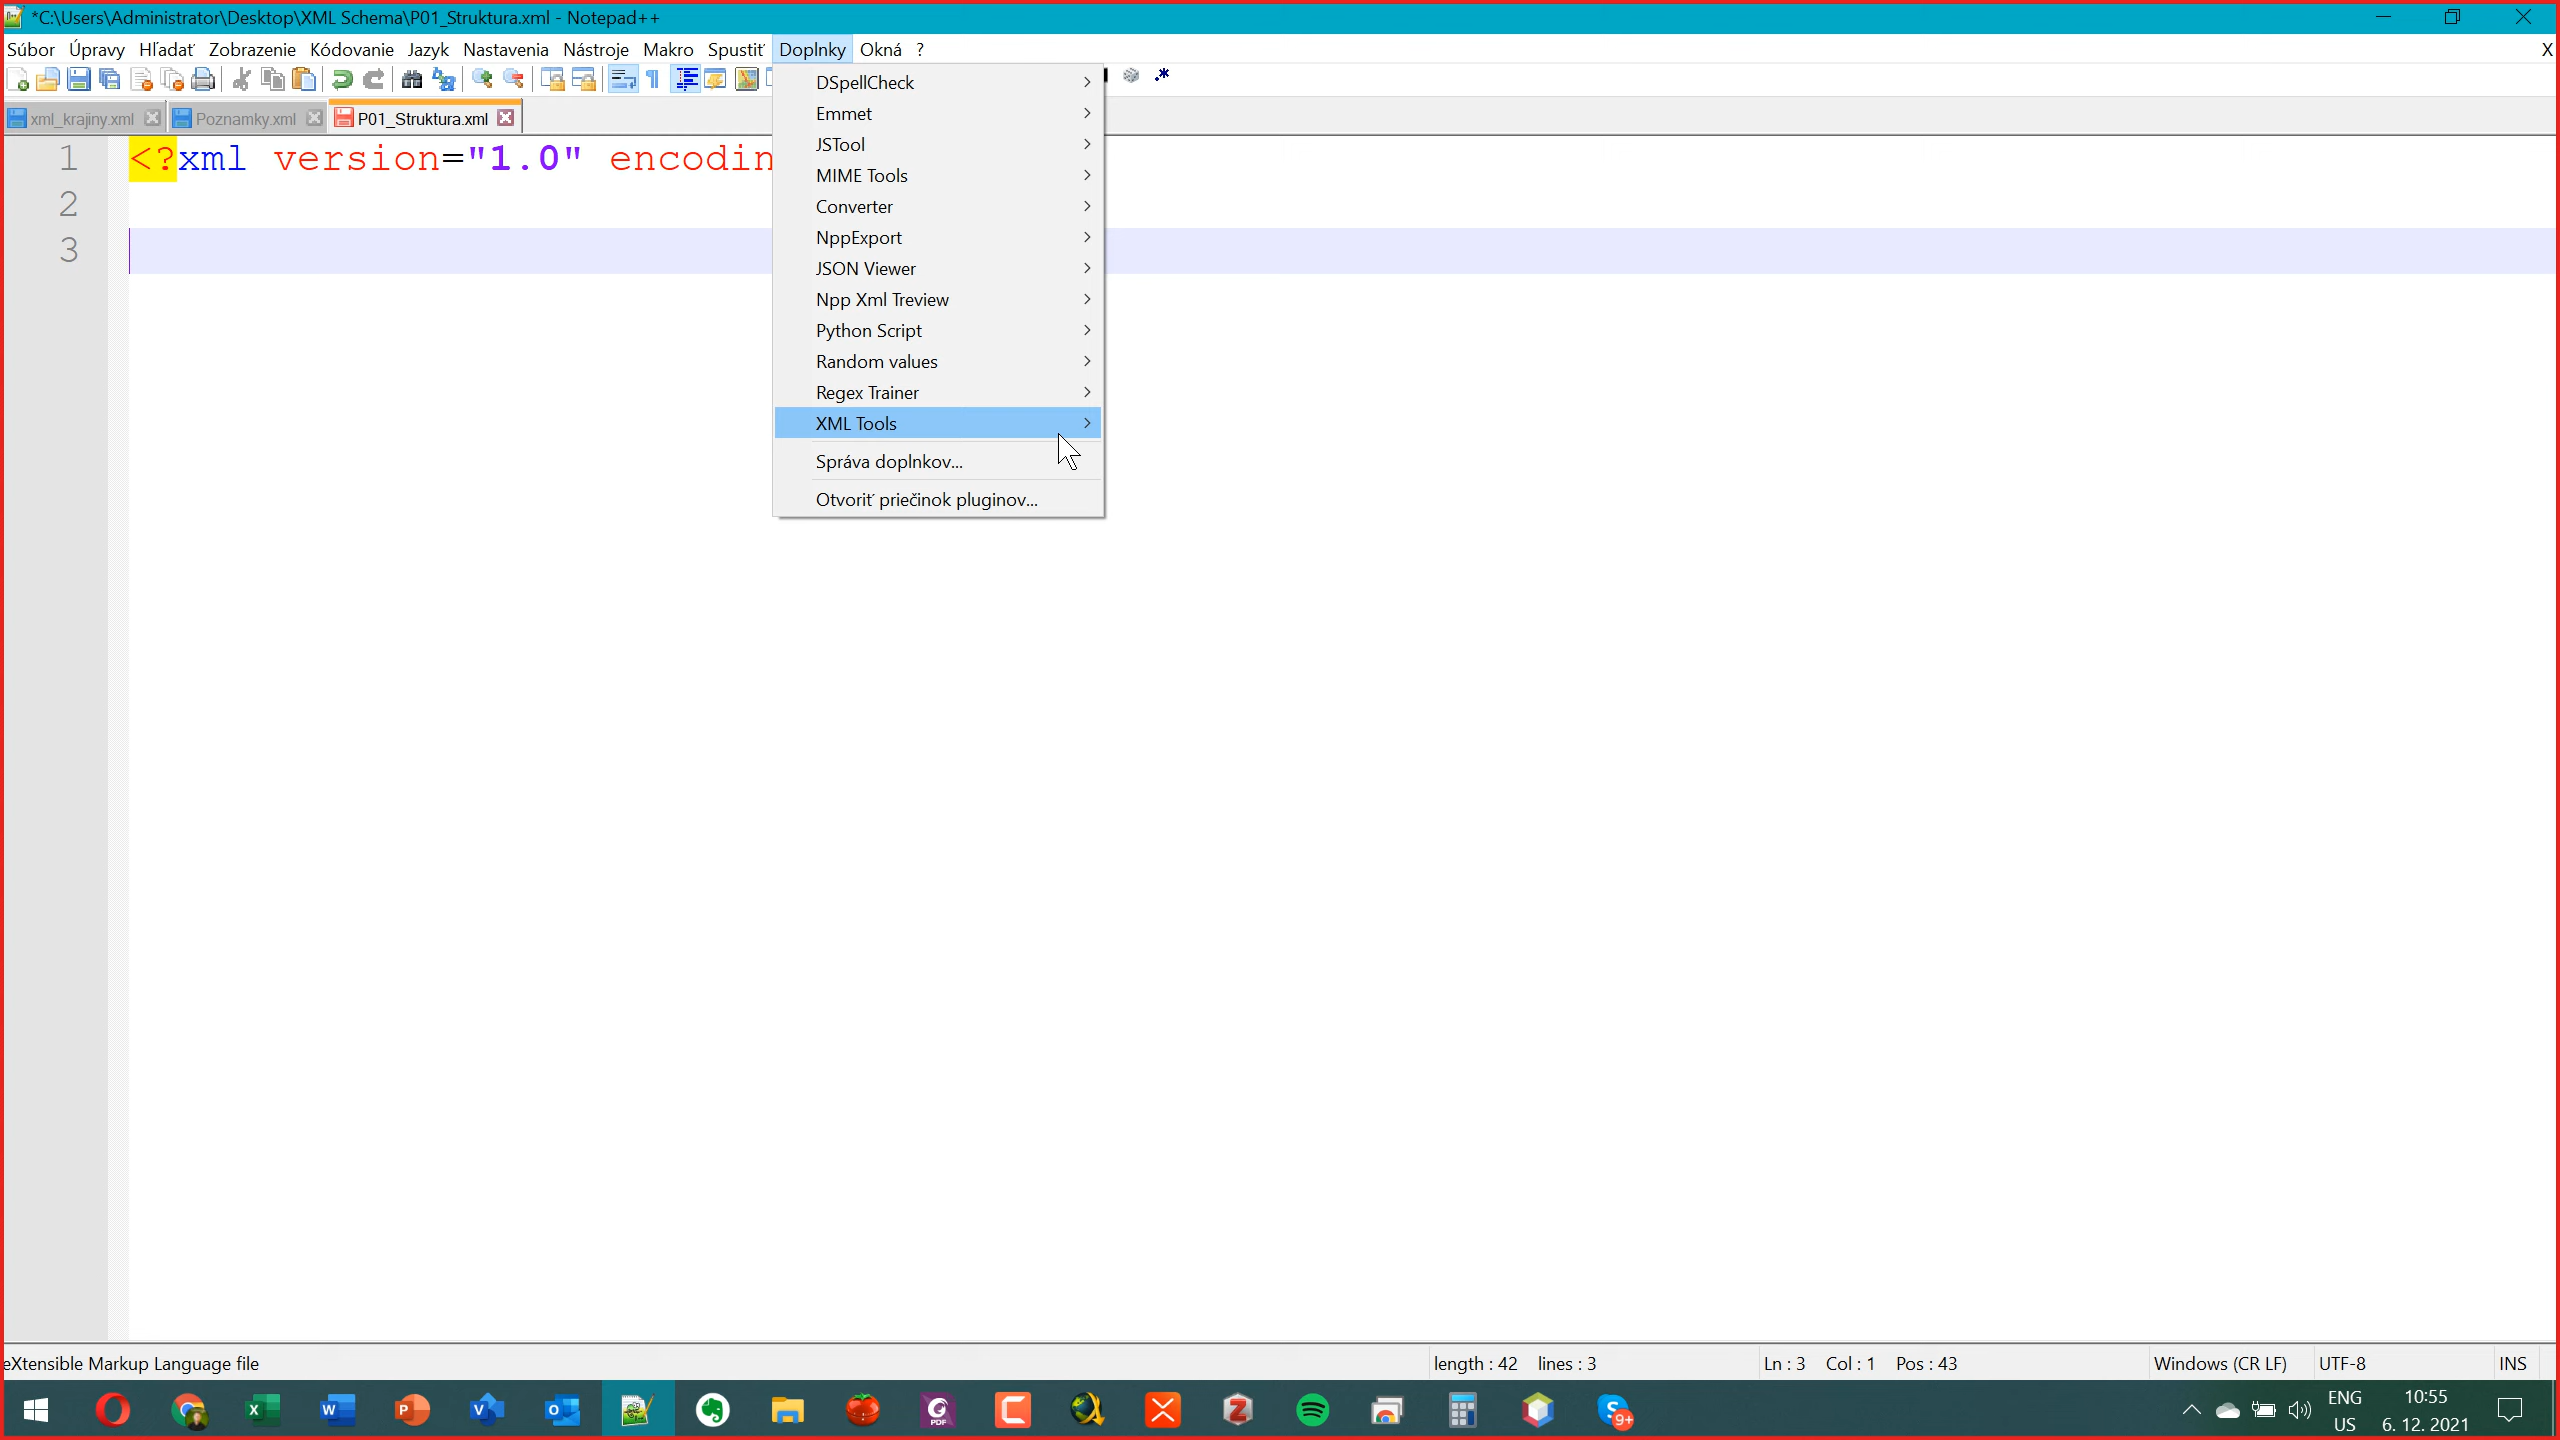 *C:\Users\Administrator\Desktop\XML Schema\P01_Struktura.xml - Notepad++
Súbor Úpravy Hľadať Zobrazenie Kódovanie Jazyk Nastavenia Nástroje Makro Spustiť Doplnky Okná ? X
xml_krajiny.xml Poznamky.xml P01_Struktura.xml
1 <?xml version="1.0" encodin
2
3
DSpellCheck
Emmet
JSTool
MIME Tools
Converter
NppExport
JSON Viewer
Npp Xml Treview
Python Script
Random values
Regex Trainer
XML Tools
Správa doplnkov...
Otvoriť priečinok pluginov...
eXtensible Markup Language file length : 42 lines : 3 Ln : 3 Col : 1 Pos : 43 Windows (CR LF) UTF-8 INS
ENG 10:55
US 6. 12. 2021
PDF
9+